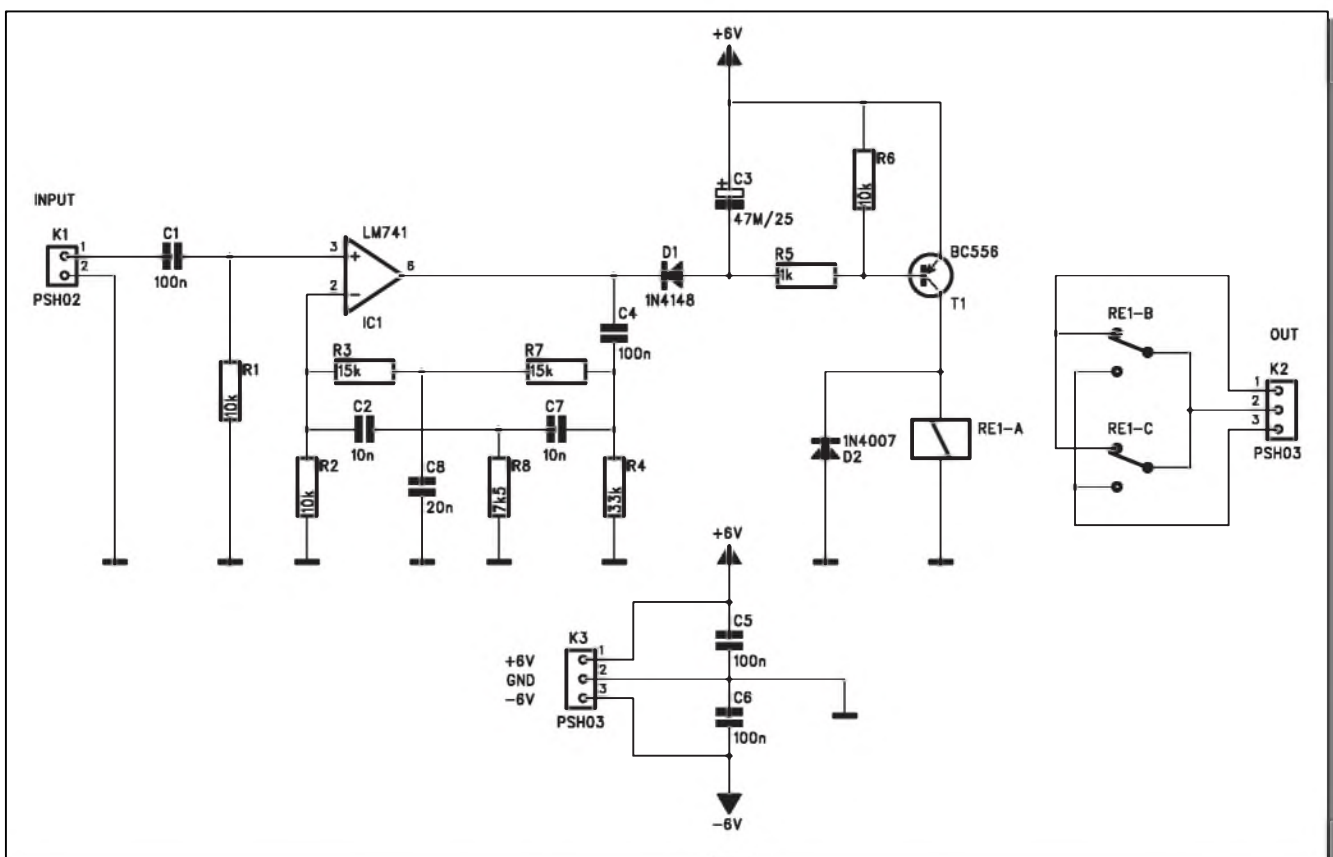 +6V
R6
10k
C3
+
47M/25
INPUT
K1
1
2
PSH02
C1
100n
LM741
3
+
6
2
-
IC1
D1
1N4148
R5
1k
BC556
T1
C4
100n
R1
10k
R3
15k
R7
15k
C2
10n
C7
10n
R2
10k
C8
20n
R8
7k5
R4
33k
1N4007
D2
RE1-A
RE1-B
RE1-C
OUT
K2
1
2
3
PSH03
+6V
K3
+6V
GND
-6V
1
2
3
PSH03
C5
100n
C6
100n
-6V